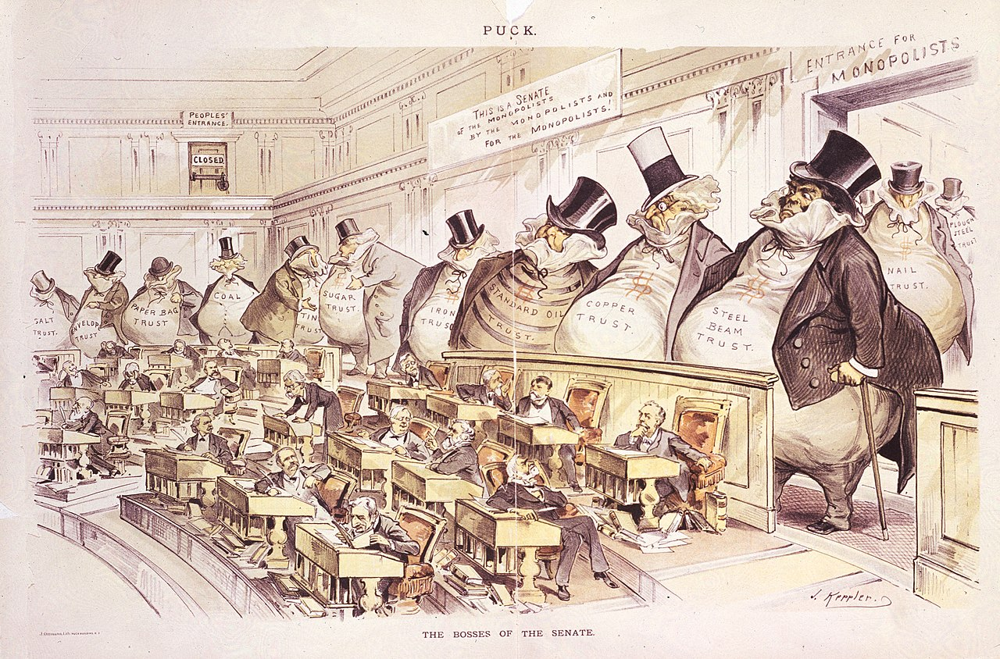 PUCK.
ENTRANCE FOR
MONOPOLISTS
THIS IS A SENATE
OF THE MONOPOLISTS
BY THE MONOPOLISTS AND
FOR THE MONOPOLISTS!
PEOPLES'
ENTRANCE.
CLOSED
SALT
TRUST.
ENVELOPE
TRUST.
PAPER BAG
TRUST
COAL
TIN
TRUST
SUGAR
TRUST.
$
IRON
TRUST
$
STANDARD OIL
TRUST.
$
COPPER
TRUST.
$
STEEL
BEAM
TRUST.
$
NAIL
TRUST.
PLOUGH
STEEL
TRUST
J. Keppler.
J. Ottmann, Lith. PUCK BUILDING, N. Y.
THE BOSSES OF THE SENATE.